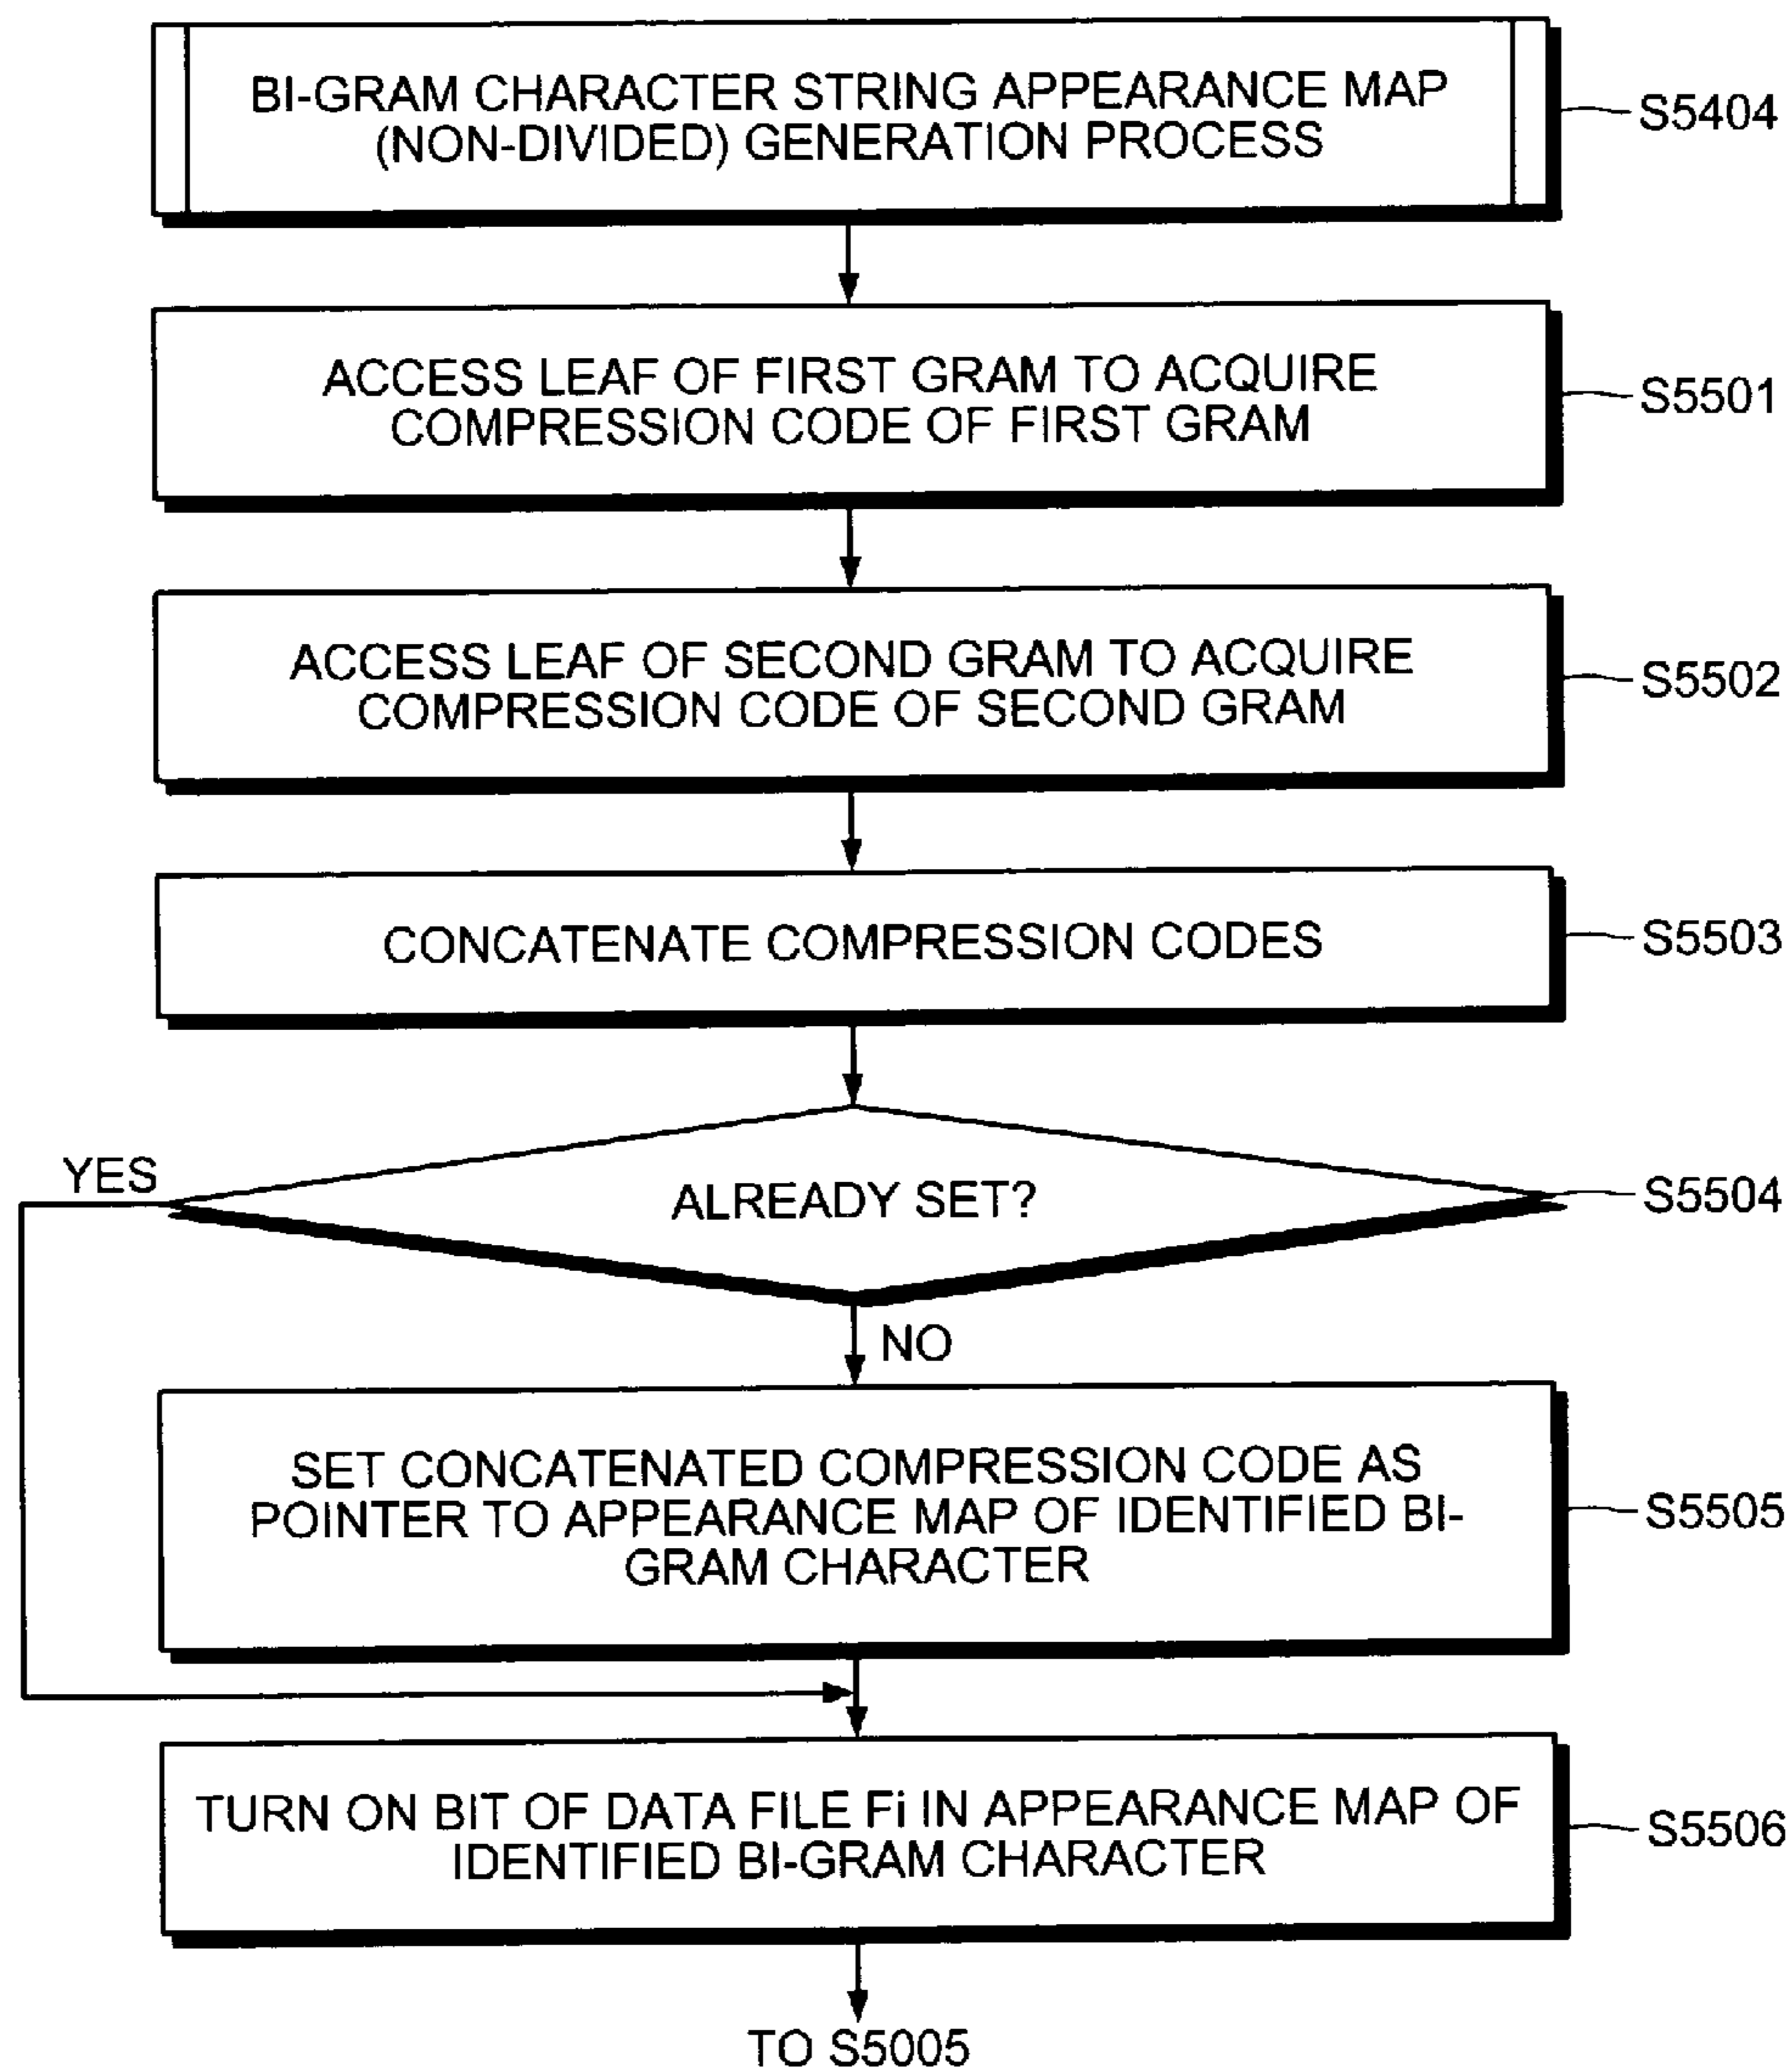 BI-GRAM CHARACTER STRING APPEARANCE MAP
(NON-DIVIDED) GENERATION PROCESS
S5404
ACCESS LEAF OF FIRST GRAM TO ACQUIRE
COMPRESSION CODE OF FIRST GRAM
S5501
ACCESS LEAF OF SECOND GRAM TO ACQUIRE
COMPRESSION CODE OF SECOND GRAM
S5502
CONCATENATE COMPRESSION CODES
S5503
YES
ALREADY SET?
S5504
NO
SET CONCATENATED COMPRESSION CODE AS
POINTER TO APPEARANCE MAP OF IDENTIFIED BI-
GRAM CHARACTER
S5505
TURN ON BIT OF DATA FILE Fi IN APPEARANCE MAP OF
IDENTIFIED BI-GRAM CHARACTER
S5506
TO S5005